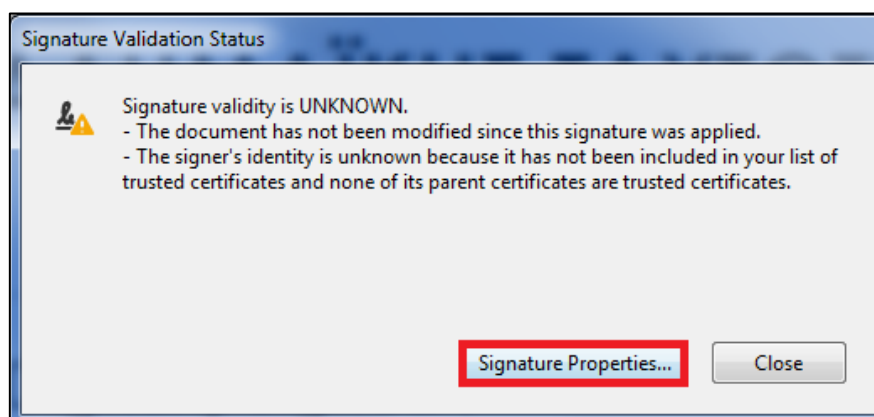 Signature Validation Status
Signature validity is UNKNOWN.
- The document has not been modified since this signature was applied.
- The signer's identity is unknown because it has not been included in your list of
trusted certificates and none of its parent certificates are trusted certificates.
Signature Properties...
Close